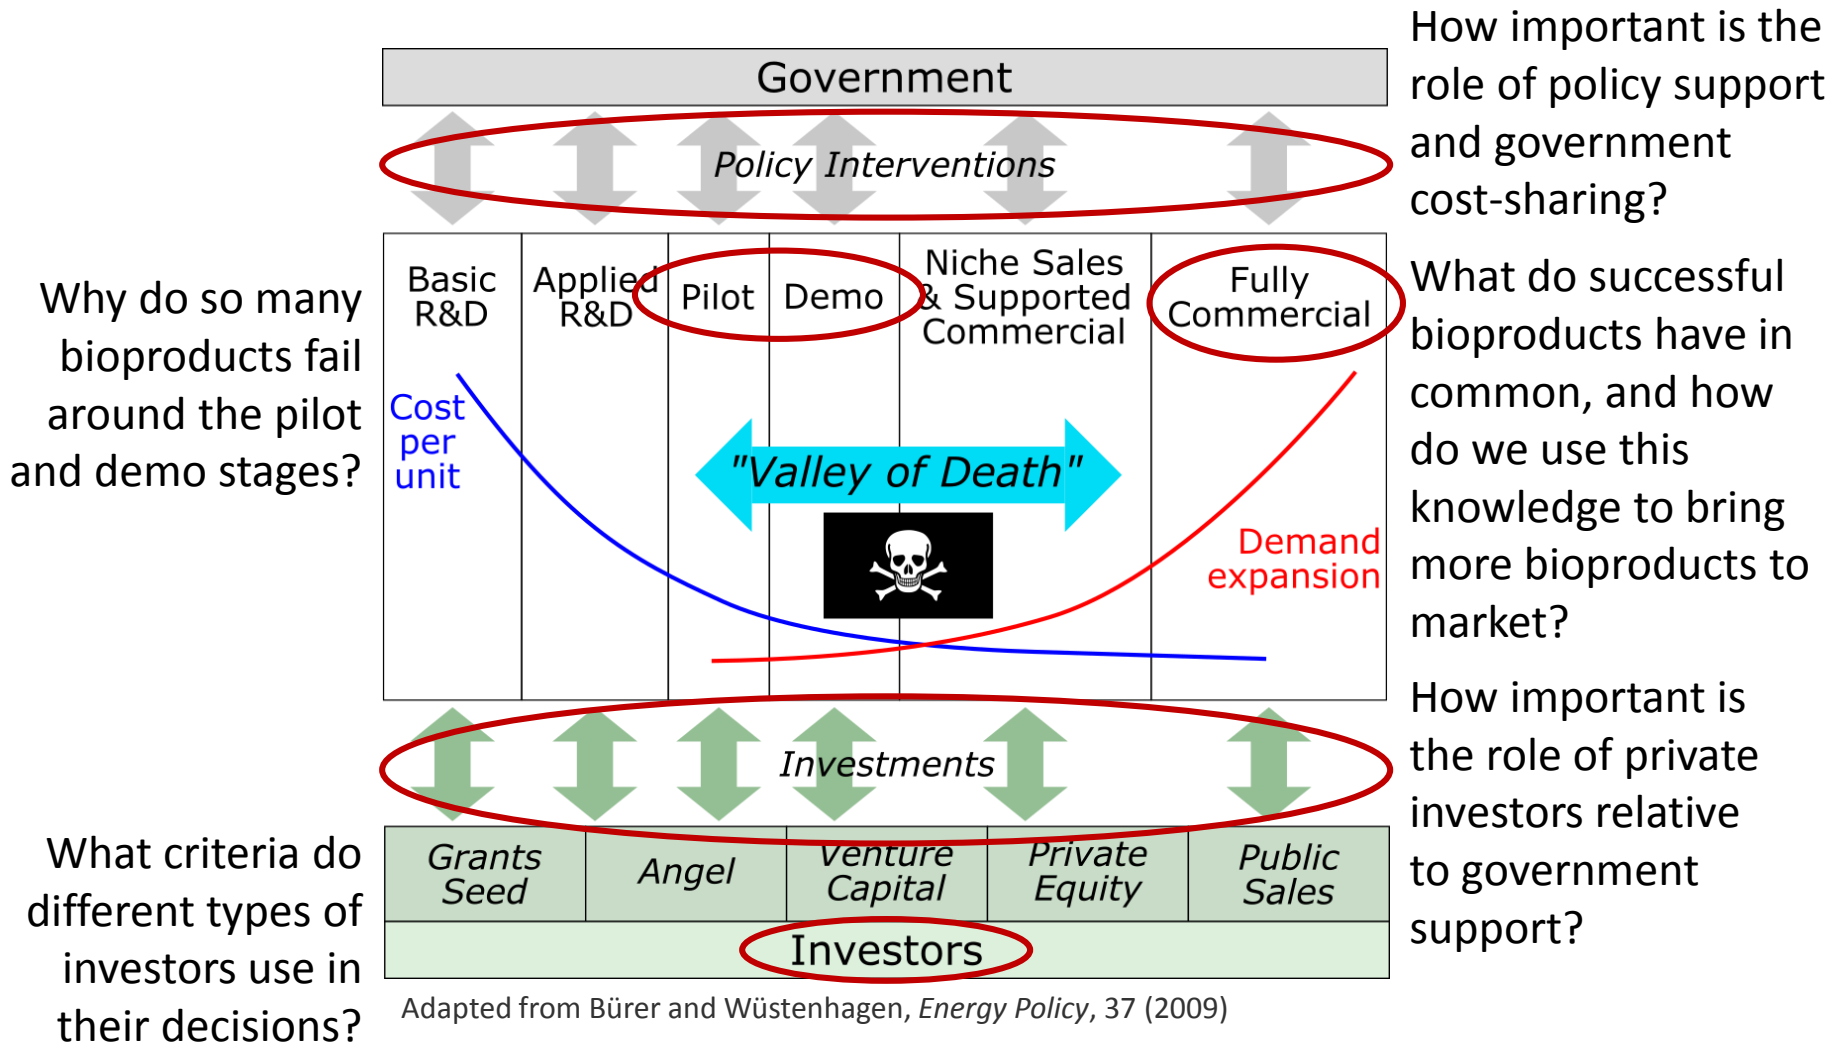 Government
Policy Interventions
How important is the
role of policy support
and government
cost-sharing?
Why do so many
bioproducts fail
around the pilot
and demo stages?
Basic
R&D
Applied
R&D
Pilot
Demo
Niche Sales
& Supported
Commercial
Fully
Commercial
Cost
per
unit
"Valley of Death"
Demand
expansion
What do successful
bioproducts have in
common, and how
do we use this
knowledge to bring
more bioproducts to
market?
Investments
How important is
the role of private
investors relative
to government
support?
What criteria do
different types of
investors use in
their decisions?
Grants
Seed
Angel
Venture
Capital
Private
Equity
Public
Sales
Investors
Adapted from Bürer and Wüstenhagen, Energy Policy, 37 (2009)